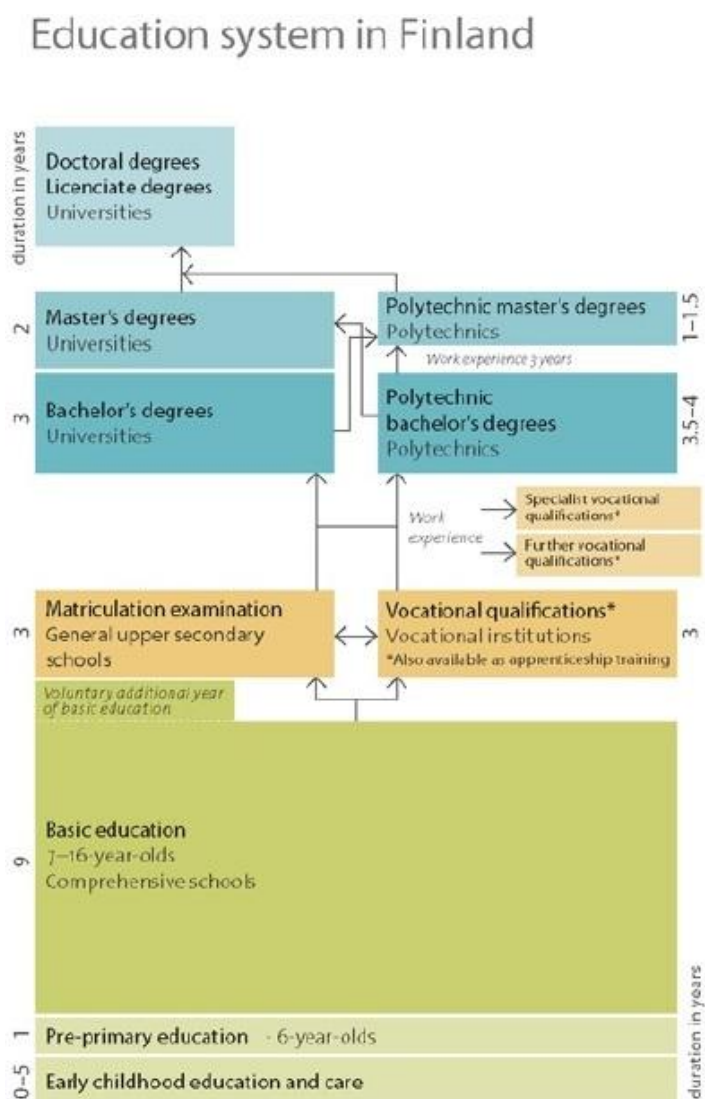 Education system in Finland
duration in years
Doctoral degrees
Licenciate degrees
Universities
2
Master's degrees
Universities
Polytechnic master's degrees
Polytechnics
1–1.5
Work experience 3 years
3
Bachelor's degrees
Universities
Polytechnic
bachelor's degrees
Polytechnics
3.5–4
Work
experience
Specialist vocational
qualifications*
Further vocational
qualifications*
3
Matriculation examination
General upper secondary
schools
Vocational qualifications*
Vocational institutions
*Also available as apprenticeship training
3
Voluntary additional year
of basic education
9
Basic education
7–16-year-olds
Comprehensive schools
1
Pre-primary education - 6-year-olds
0–5
Early childhood education and care
duration in years